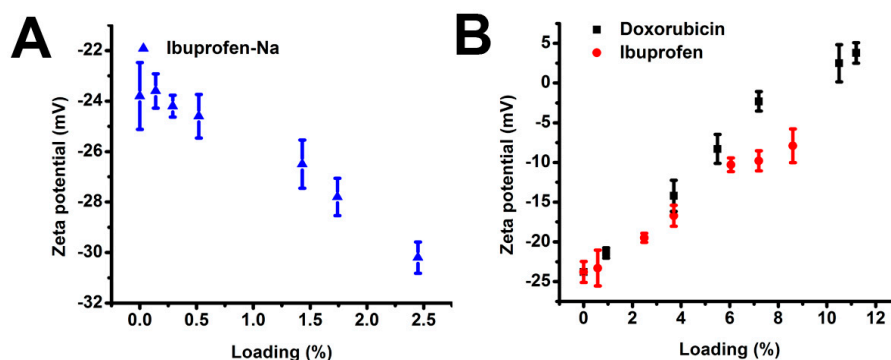 A
Ibuprofen-Na
Zeta potential (mV)
-22
-24
-26
-28
-30
-32
0.0
0.5
1.0
1.5
2.0
2.5
Loading (%)
B
Doxorubicin
Ibuprofen
Zeta potential (mV)
5
0
-5
-10
-15
-20
-25
0
2
4
6
8
10
12
Loading (%)